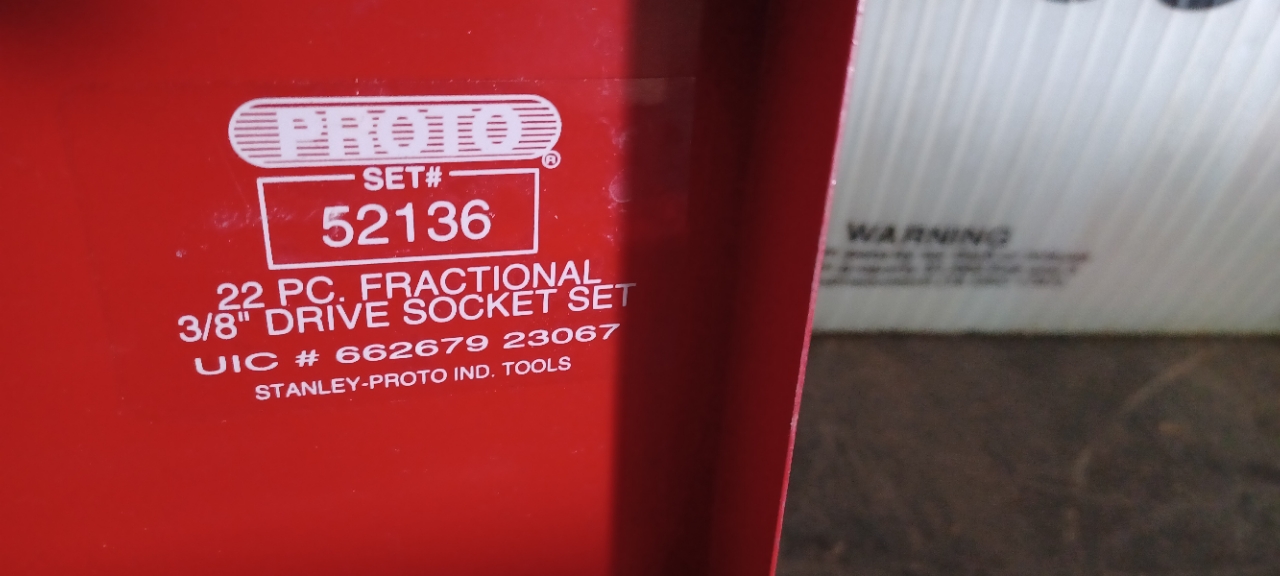 PROTO®
SET#
52136
22 PC. FRACTIONAL
3/8" DRIVE SOCKET SET
UIC # 662679 23067
STANLEY-PROTO IND. TOOLS
WARNING